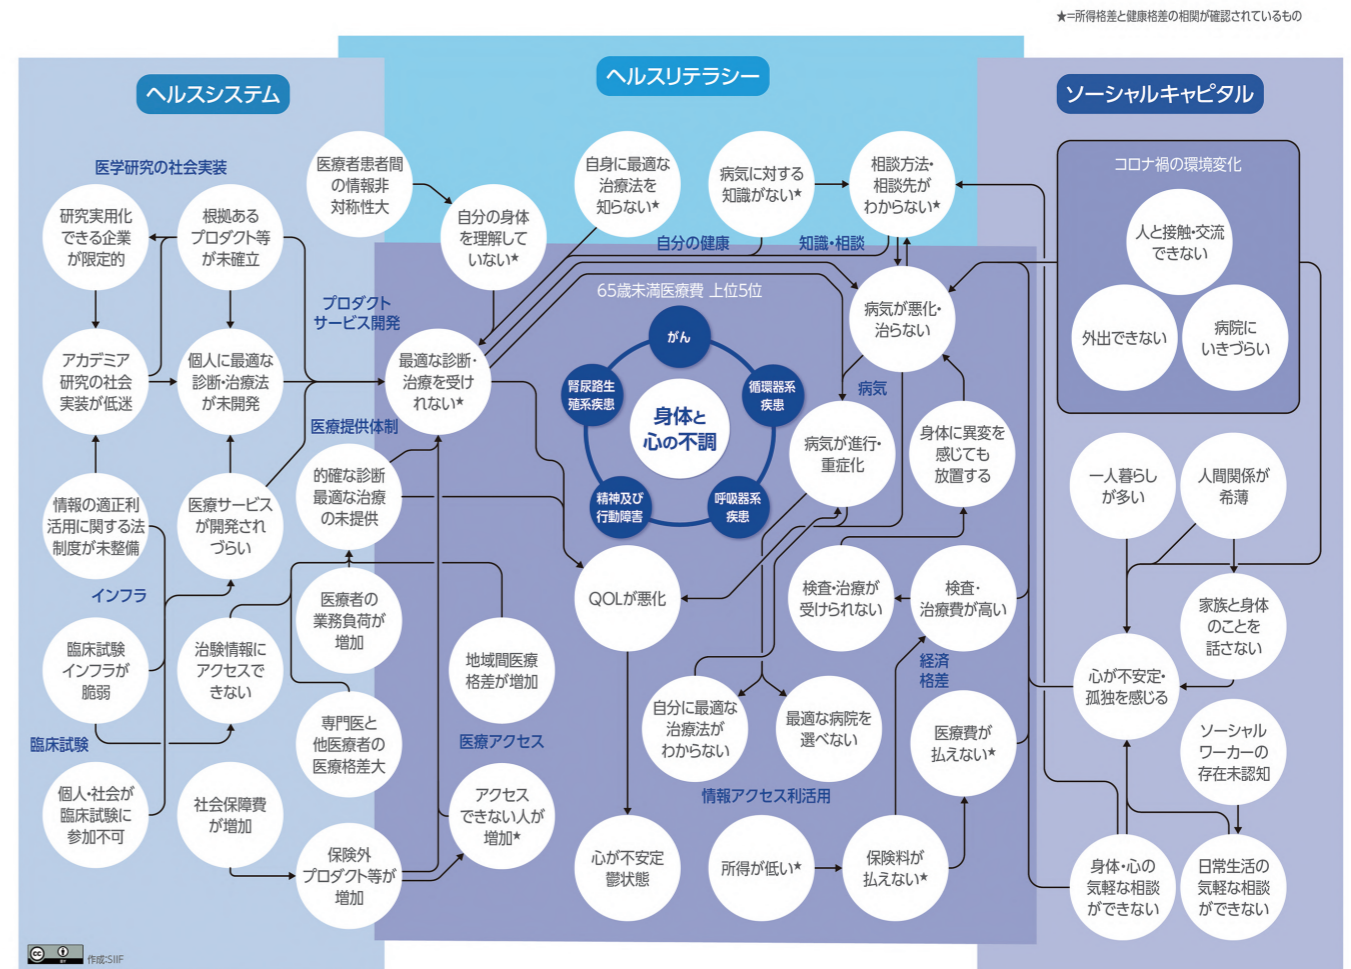 ★=所得格差と健康格差の相関が確認されているもの
ヘルスシステム
ヘルスリテラシー
ソーシャルキャピタル
医学研究の社会実装
研究実用化
できる企業
が限定的
根拠ある
プロダクト等
が未確立
医療者患者間
の情報非
対称性大
自分の身体
を理解して
いない★
自身に最適な
治療法を
知らない★
病気に対する
知識がない★
相談方法・
相談先が
わからない★
自分の健康
知識・相談
コロナ禍の環境変化
人と接触・交流
できない
外出できない
病院に
いきづらい
プロダクト
サービス開発
アカデミア
研究の社会
実装が低迷
個人に最適な
診断・治療法
が未開発
最適な診断・
治療を受け
れない★
65歳未満医療費 上位5位
がん
腎尿路生
殖系疾患
循環器系
疾患
身体と
心の不調
精神及び
行動障害
呼吸器系
疾患
病気が悪化・
治らない
病気
病気が進行・
重症化
身体に異変を
感じても
放置する
一人暮らし
が多い
人間関係が
希薄
医療提供体制
的確な診断
最適な治療
の未提供
情報の適正利
活用に関する法
制度が未整備
医療サービス
が開発され
づらい
インフラ
医療者の
業務負荷が
増加
QOLが悪化
検査・治療が
受けられない
検査・
治療費が高い
家族と身体
のことを
話さない
臨床試験
インフラが
脆弱
治験情報に
アクセスで
きない
地域間医療
格差が増加
経済
格差
心が不安定・
孤独を感じる
臨床試験
専門医と
他医療者の
医療格差大
医療アクセス
自分に最適な
治療法が
わからない
最適な病院を
選べない
医療費が
払えない★
ソーシャル
ワーカーの
存在未認知
情報アクセス利活用
個人・社会が
臨床試験に
参加不可
社会保障費
が増加
保険外
プロダクト等が
増加
アクセス
できない人が
増加★
心が不安定
鬱状態
所得が低い★
保険料が
払えない★
身体・心の
気軽な相談
ができない
日常生活の
気軽な相談
ができない
cc
BY
作成:SIIF